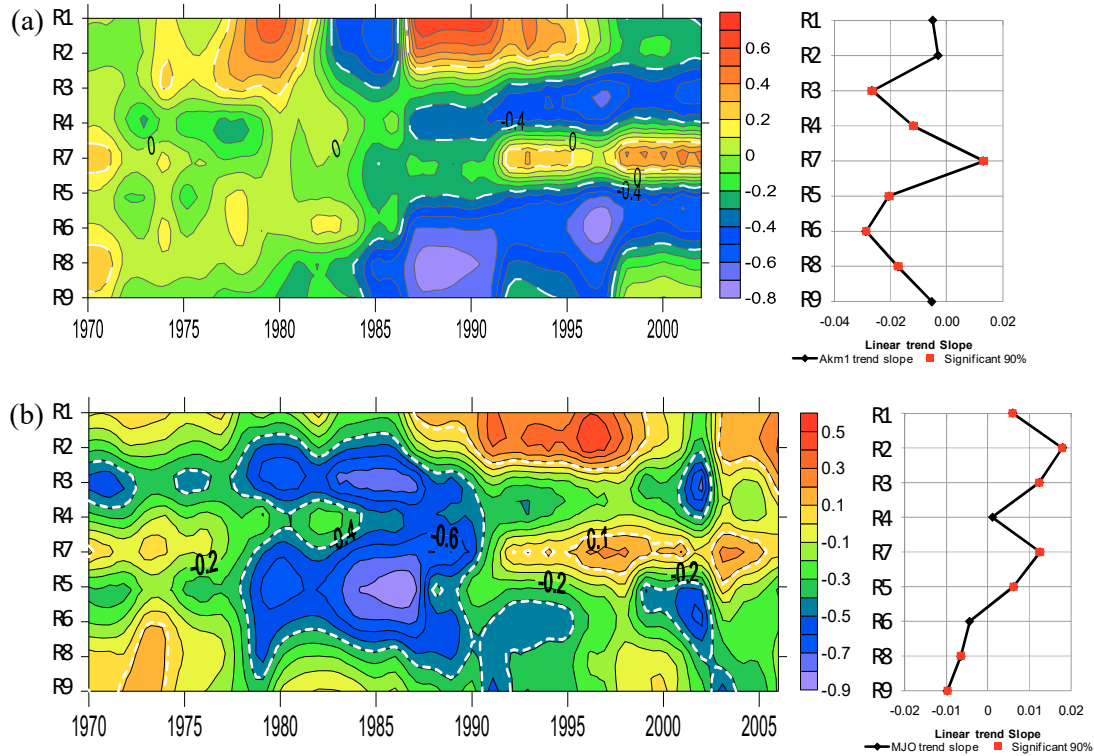 (a)
R1
R2
R3
R4
R7
R5
R6
R8
R9
0
0
-0.4
0
0
-0.4
1970 1975 1980 1985 1990 1995 2000
0.6
0.4
0.2
0
-0.2
-0.4
-0.6
-0.8
R1
R2
R3
R4
R7
R5
R6
R8
R9
-0.04 -0.02 0.00 0.02
Linear trend Slope
Akm1 trend slope Significant 90%
(b)
R1
R2
R3
R4
R7
R5
R6
R8
R9
-0.2
0.4
-0.6
0.1
-0.2
-0.2
1970 1975 1980 1985 1990 1995 2000 2005
0.5
0.3
0.1
-0.1
-0.3
-0.5
-0.7
-0.9
R1
R2
R3
R4
R7
R5
R6
R8
R9
-0.02 -0.01 0 0.01 0.02
Linear trend Slope
MJO trend slope Significant 90%